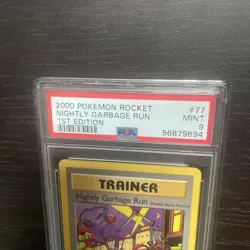 2000 POKEMON ROCKET #77
NIGHTLY GARBAGE RUN MINT
1ST EDITION 9
PSA 56879694
TRAINER
Nightly Garbage Run